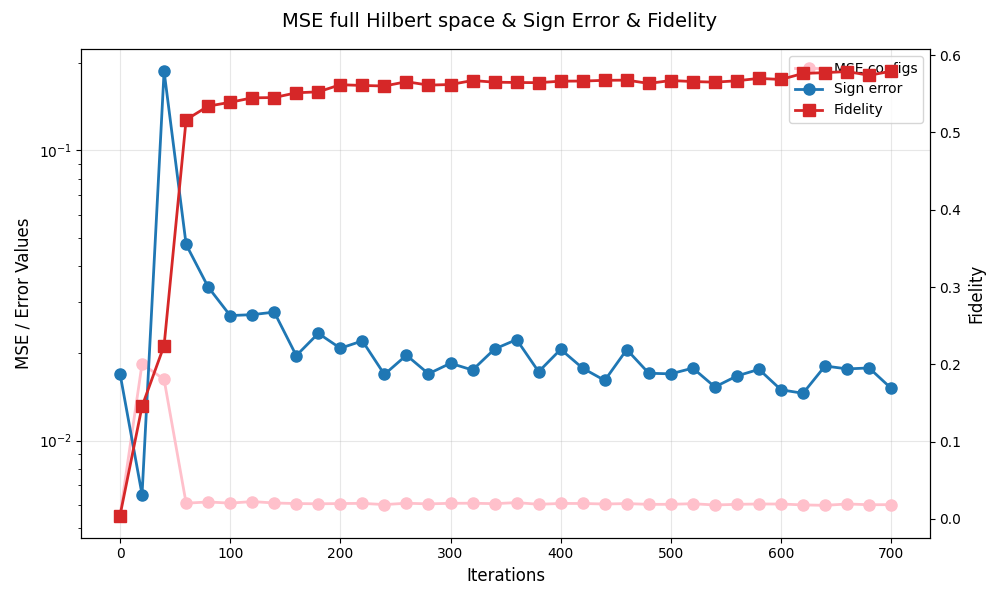 MSE full Hilbert space & Sign Error & Fidelity
MSE configs
Sign error
Fidelity
MSE / Error Values
10⁻¹
10⁻²
0.6
0.5
0.4
0.3
0.2
0.1
0.0
Fidelity
0 100 200 300 400 500 600 700
Iterations